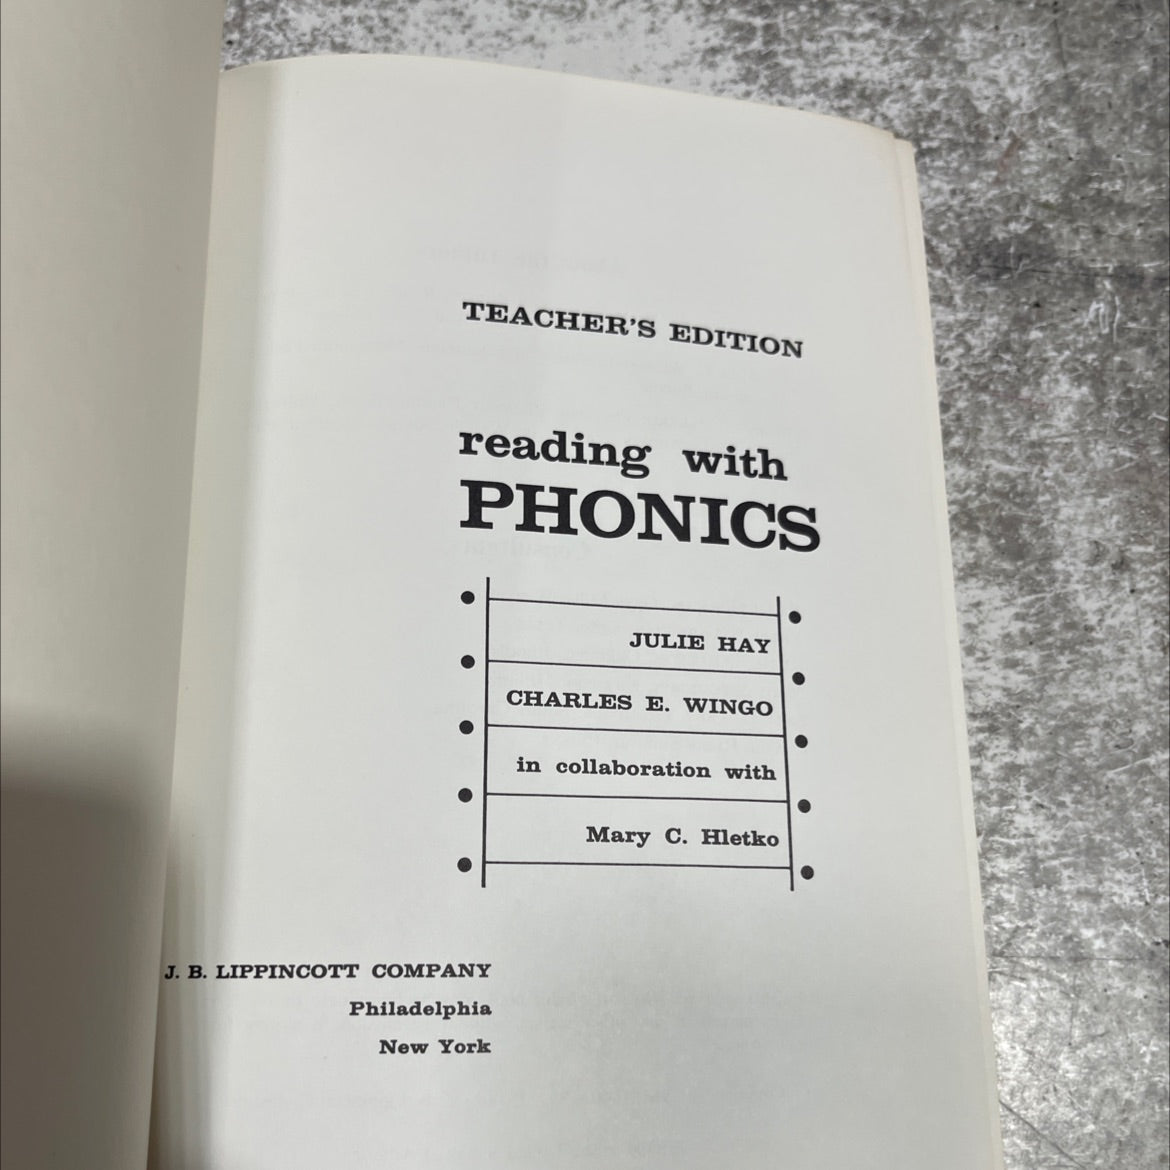 TEACHER'S EDITION
reading with
PHONICS
JULIE HAY
CHARLES E. WINGO
in collaboration with
Mary C. Hletko
J. B. LIPPINCOTT COMPANY
Philadelphia
New York